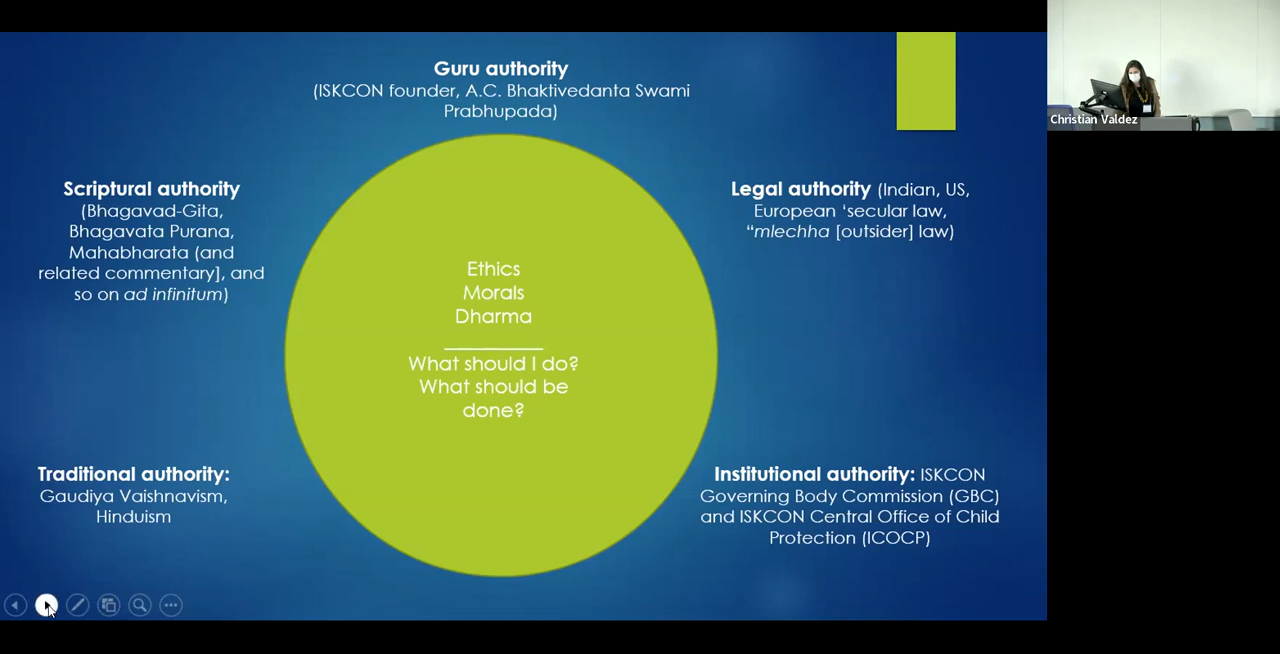 Guru authority
(ISKCON founder, A.C. Bhaktivedanta Swami
Prabhupada)
Scriptural authority
(Bhagavad-Gita,
Bhagavata Purana,
Mahabharata (and
related commentary], and
so on ad infinitum)
Legal authority (Indian, US,
European ‘secular law,
“mlechha [outsider] law)
Ethics
Morals
Dharma
What should I do?
What should be
done?
Traditional authority:
Gaudiya Vaishnavism,
Hinduism
Institutional authority: ISKCON
Governing Body Commission (GBC)
and ISKCON Central Office of Child
Protection (ICOCP)
Christian Valdez